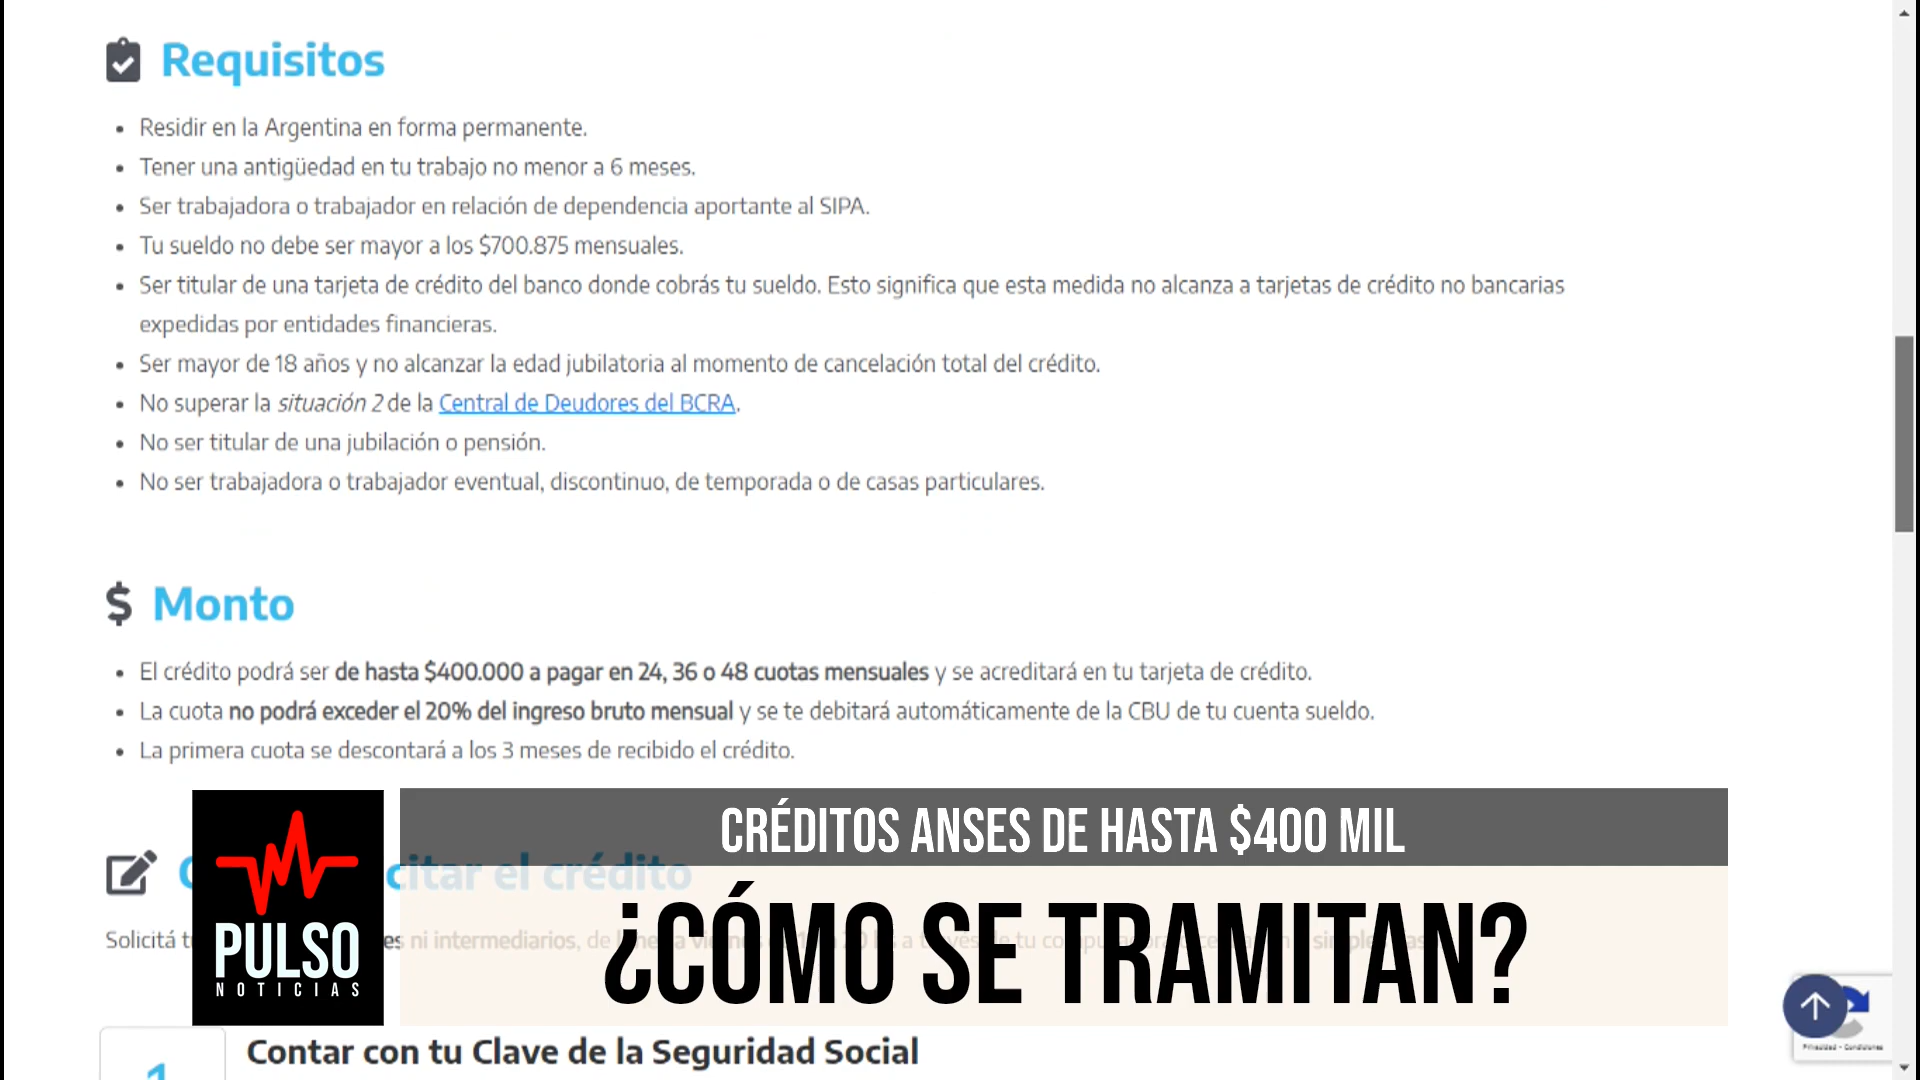 Requisitos
Residir en la Argentina en forma permanente.
Tener una antigüedad en tu trabajo no menor a 6 meses.
Ser trabajadora o trabajador en relación de dependencia aportante al SIPA.
Tu sueldo no debe ser mayor a los $700.875 mensuales.
Ser titular de una tarjeta de crédito del banco donde cobrás tu sueldo. Esto significa que esta medida no alcanza a tarjetas de crédito no bancarias
expedidas por entidades financieras.
Ser mayor de 18 años y no alcanzar la edad jubilatoria al momento de cancelación total del crédito.
No superar la situación 2 de la Central de Deudores del BCRA.
No ser titular de una jubilación o pensión.
No ser trabajadora o trabajador eventual, discontinuo, de temporada o de casas particulares.
$ Monto
El crédito podrá ser de hasta $400.000 a pagar en 24, 36 o 48 cuotas mensuales y se acreditará en tu tarjeta de crédito.
La cuota no podrá exceder el 20% del ingreso bruto mensual y se te debitará automáticamente de la CBU de tu cuenta sueldo.
La primera cuota se descontará a los 3 meses de recibido el crédito.
CRÉDITOS ANSES DE HASTA $400 MIL
el crédito
¿CÓMO SE TRAMITAN?
Solicitá ni intermediarios, de
PULSO
NOTICIAS
1 Contar con tu Clave de la Seguridad Social
Privacidad - Condiciones